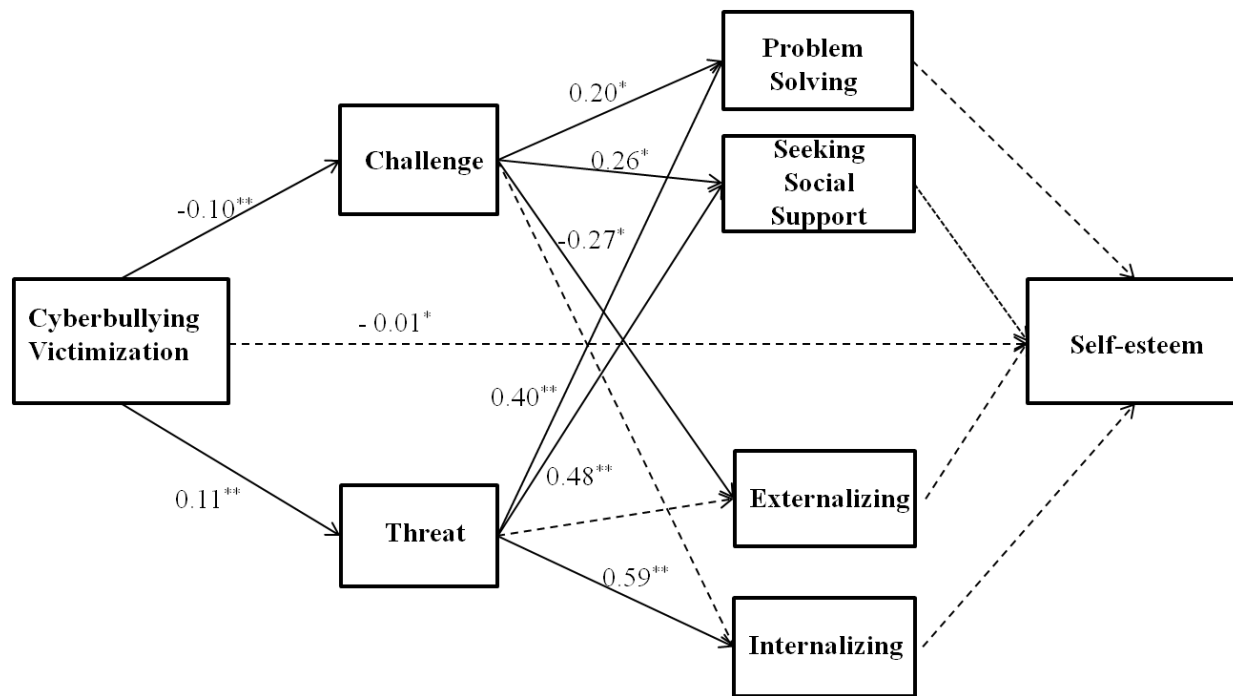 Problem
Solving
0.20*
Challenge
0.26*
Seeking
Social
Support
-0.10**
-0.27*
Cyberbullying
Victimization
- 0.01*
Self-esteem
0.40**
0.48**
0.11**
Externalizing
Threat
0.59**
Internalizing